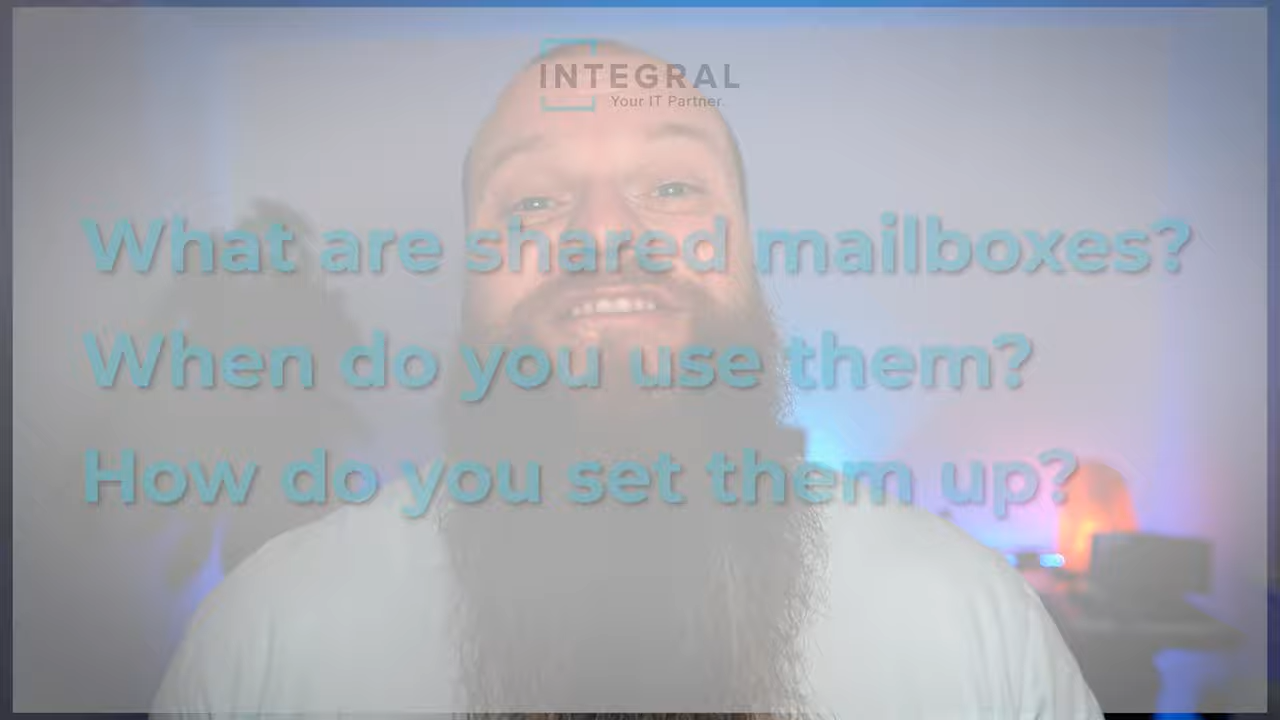 INTEGRAL
Your IT Partner
What are shared mailboxes?
When do you use them?
How do you set them up?